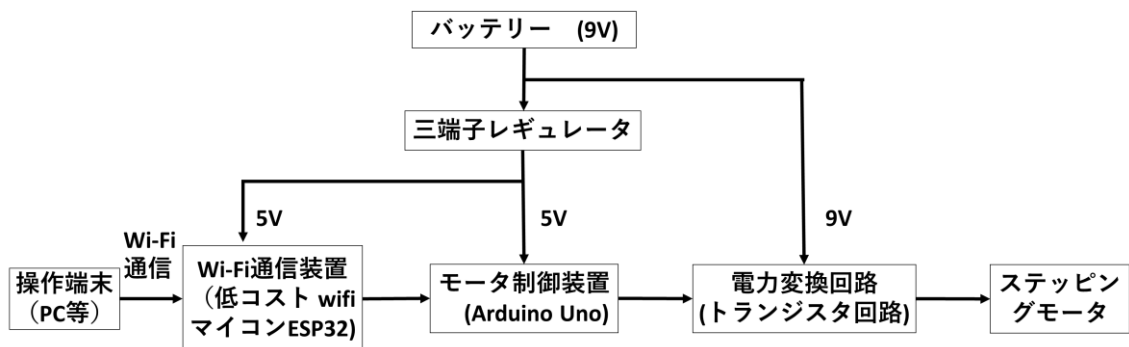 バッテリー (9V)
三端子レギュレータ
5V
5V
9V
Wi-Fi
通信
操作端末
（PC等）
Wi-Fi通信装置
（低コスト wifi
マイコンESP32)
モータ制御装置
(Arduino Uno)
電力変換回路
(トランジスタ回路)
ステッピン
グモータ